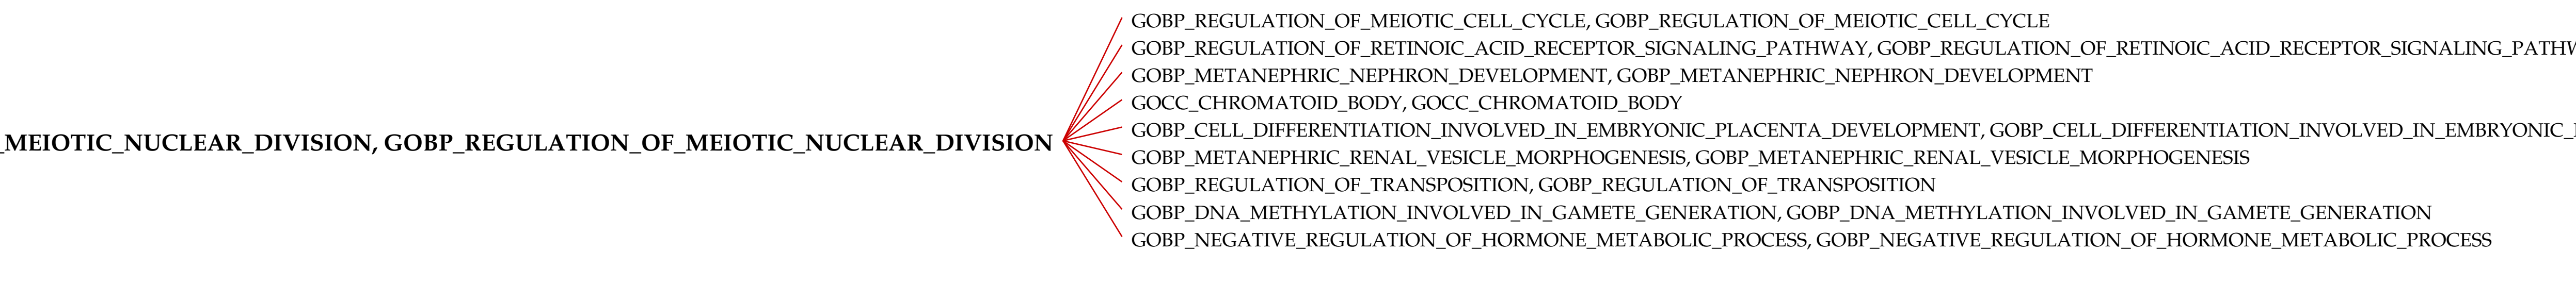 GOBP_REGULATION_OF_MEIOTIC_CELL_CYCLE, GOBP_REGULATION_OF_MEIOTIC_CELL_CYCLE
GOBP_REGULATION_OF_RETINOIC_ACID_RECEPTOR_SIGNALING_PATHWAY, GOBP_REGULATION_OF_RETINOIC_ACID_RECEPTOR_SIGNALING_PATHW
GOBP_METANEPHRIC_NEPHRON_DEVELOPMENT, GOBP_METANEPHRIC_NEPHRON_DEVELOPMENT
GOCC_CHROMATOID_BODY, GOCC_CHROMATOID_BODY
GOBP_CELL_DIFFERENTIATION_INVOLVED_IN_EMBRYONIC_PLACENTA_DEVELOPMENT, GOBP_CELL_DIFFERENTIATION_INVOLVED_IN_EMBRYONIC_
_MEIOTIC_NUCLEAR_DIVISION, GOBP_REGULATION_OF_MEIOTIC_NUCLEAR_DIVISION
GOBP_METANEPHRIC_RENAL_VESICLE_MORPHOGENESIS, GOBP_METANEPHRIC_RENAL_VESICLE_MORPHOGENESIS
GOBP_REGULATION_OF_TRANSPOSITION, GOBP_REGULATION_OF_TRANSPOSITION
GOBP_DNA_METHYLATION_INVOLVED_IN_GAMETE_GENERATION, GOBP_DNA_METHYLATION_INVOLVED_IN_GAMETE_GENERATION
GOBP_NEGATIVE_REGULATION_OF_HORMONE_METABOLIC_PROCESS, GOBP_NEGATIVE_REGULATION_OF_HORMONE_METABOLIC_PROCESS